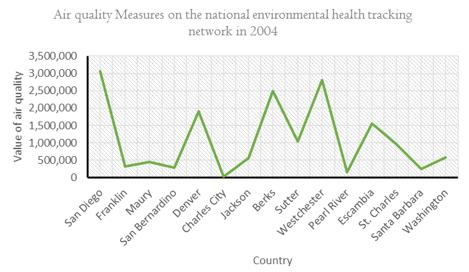 Air quality Measures on the national environmental health tracking
network in 2004
3,500,000
3,000,000
2,500,000
2,000,000
1,500,000
1,000,000
500,000
0
Value of air quality
San Diego
Franklin
Maury
San Bernardino
Denver
Charles City
Jackson
Berks
Sutter
Westchester
Pearl River
Escambia
St. Charles
Santa Barbara
Washington
Country